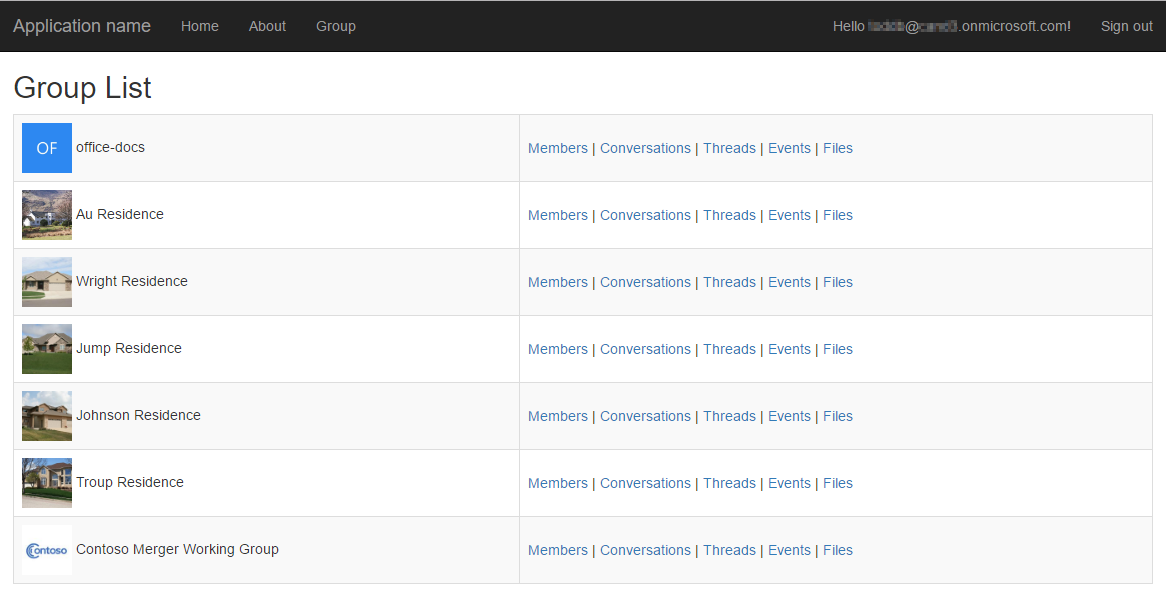 Application name Home About Group Hello @.onmicrosoft.com! Sign out
Group List
OF office-docs Members | Conversations | Threads | Events | Files
Au Residence Members | Conversations | Threads | Events | Files
Wright Residence Members | Conversations | Threads | Events | Files
Jump Residence Members | Conversations | Threads | Events | Files
Johnson Residence Members | Conversations | Threads | Events | Files
Troup Residence Members | Conversations | Threads | Events | Files
Contoso Contoso Merger Working Group Members | Conversations | Threads | Events | Files